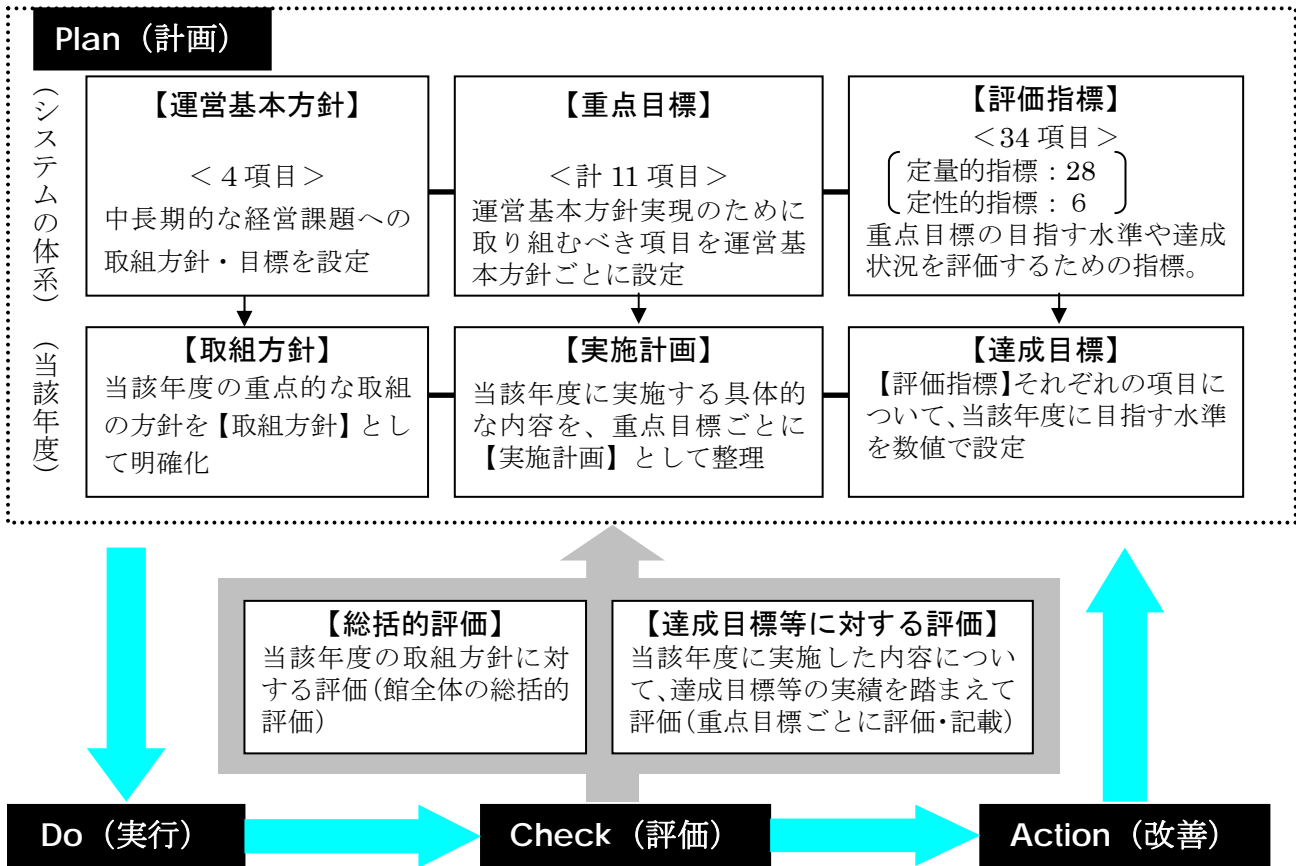 Plan（計画）
（システムの体系）
【運営基本方針】
＜４項目＞
中長期的な経営課題への
取組方針・目標を設定
【重点目標】
＜計 11 項目＞
運営基本方針実現のために
取り組むべき項目を運営基
本方針ごとに設定
【評価指標】
＜34 項目＞
定量的指標：28
定性的指標：6
重点目標の目指す水準や達成
状況を評価するための指標。
（当該年度）
【取組方針】
当該年度の重点的な取組
の方針を【取組方針】とし
て明確化
【実施計画】
当該年度に実施する具体的
な内容を、重点目標ごとに
【実施計画】として整理
【達成目標】
【評価指標】それぞれの項目に
ついて、当該年度に目指す水準
を数値で設定
【総括的評価】
当該年度の取組方針に対
する評価（館全体の総括的
評価）
【達成目標等に対する評価】
当該年度に実施した内容につい
て、達成目標等の実績を踏まえて
評価（重点目標ごとに評価・記載）
Do（実行）
Check（評価）
Action（改善）